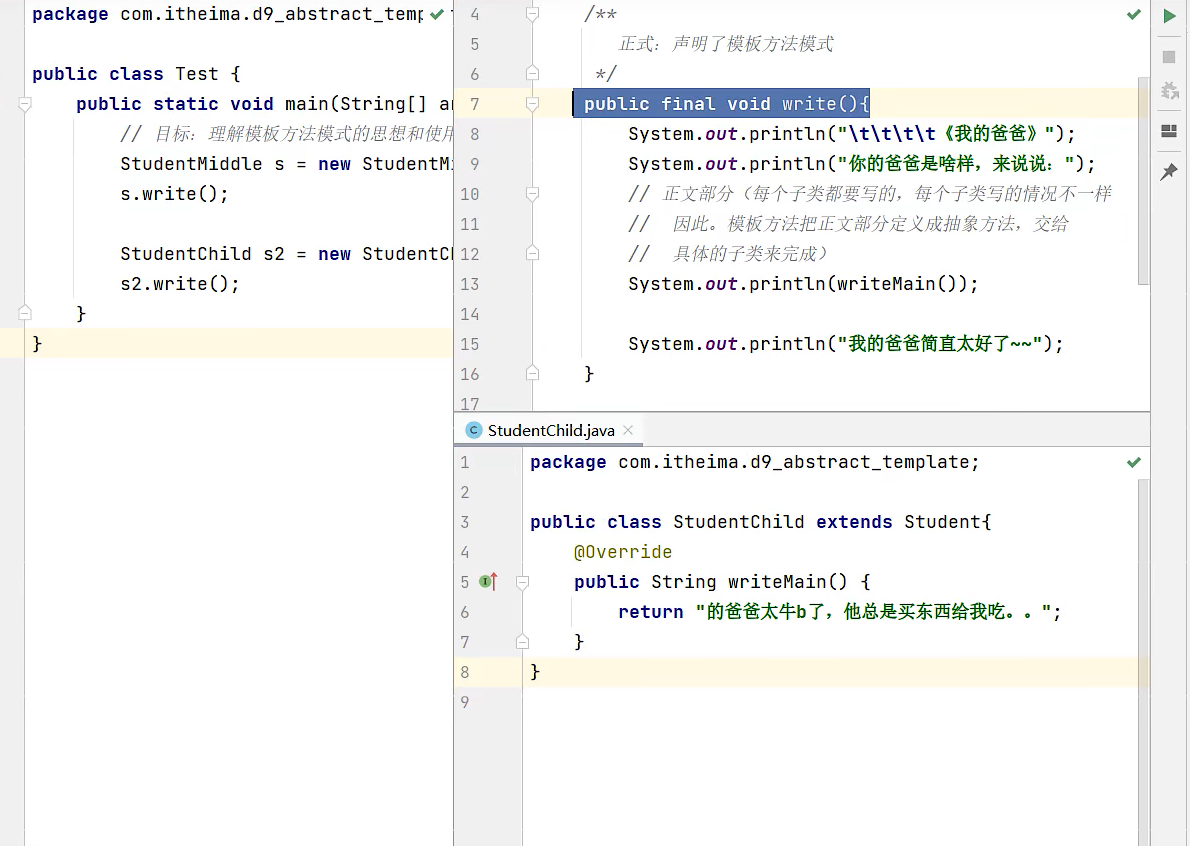 package com.itheima.d9_abstract_temp
public class Test {
public static void main(String[] ar
// 目标：理解模板方法模式的思想和使用
StudentMiddle s = new StudentMi
s.write();
StudentChild s2 = new StudentCh
s2.write();
}
}
4 /**
5 正式：声明了模板方法模式
6 */
7 public final void write(){
8 System.out.println("\t\t\t\t《我的爸爸》");
9 System.out.println("你的爸爸是啥样，来说说：");
10 // 正文部分（每个子类都要写的，每个子类写的情况不一样
11 // 因此。模板方法把正文部分定义成抽象方法，交给
12 // 具体的子类来完成）
13 System.out.println(writeMain());
14
15 System.out.println("我的爸爸简直太好了~~");
16 }
17
StudentChild.java
1 package com.itheima.d9_abstract_template;
2
3 public class StudentChild extends Student{
4 @Override
5 public String writeMain() {
6 return "的爸爸太牛b了，他总是买东西给我吃。。";
7 }
8 }
9